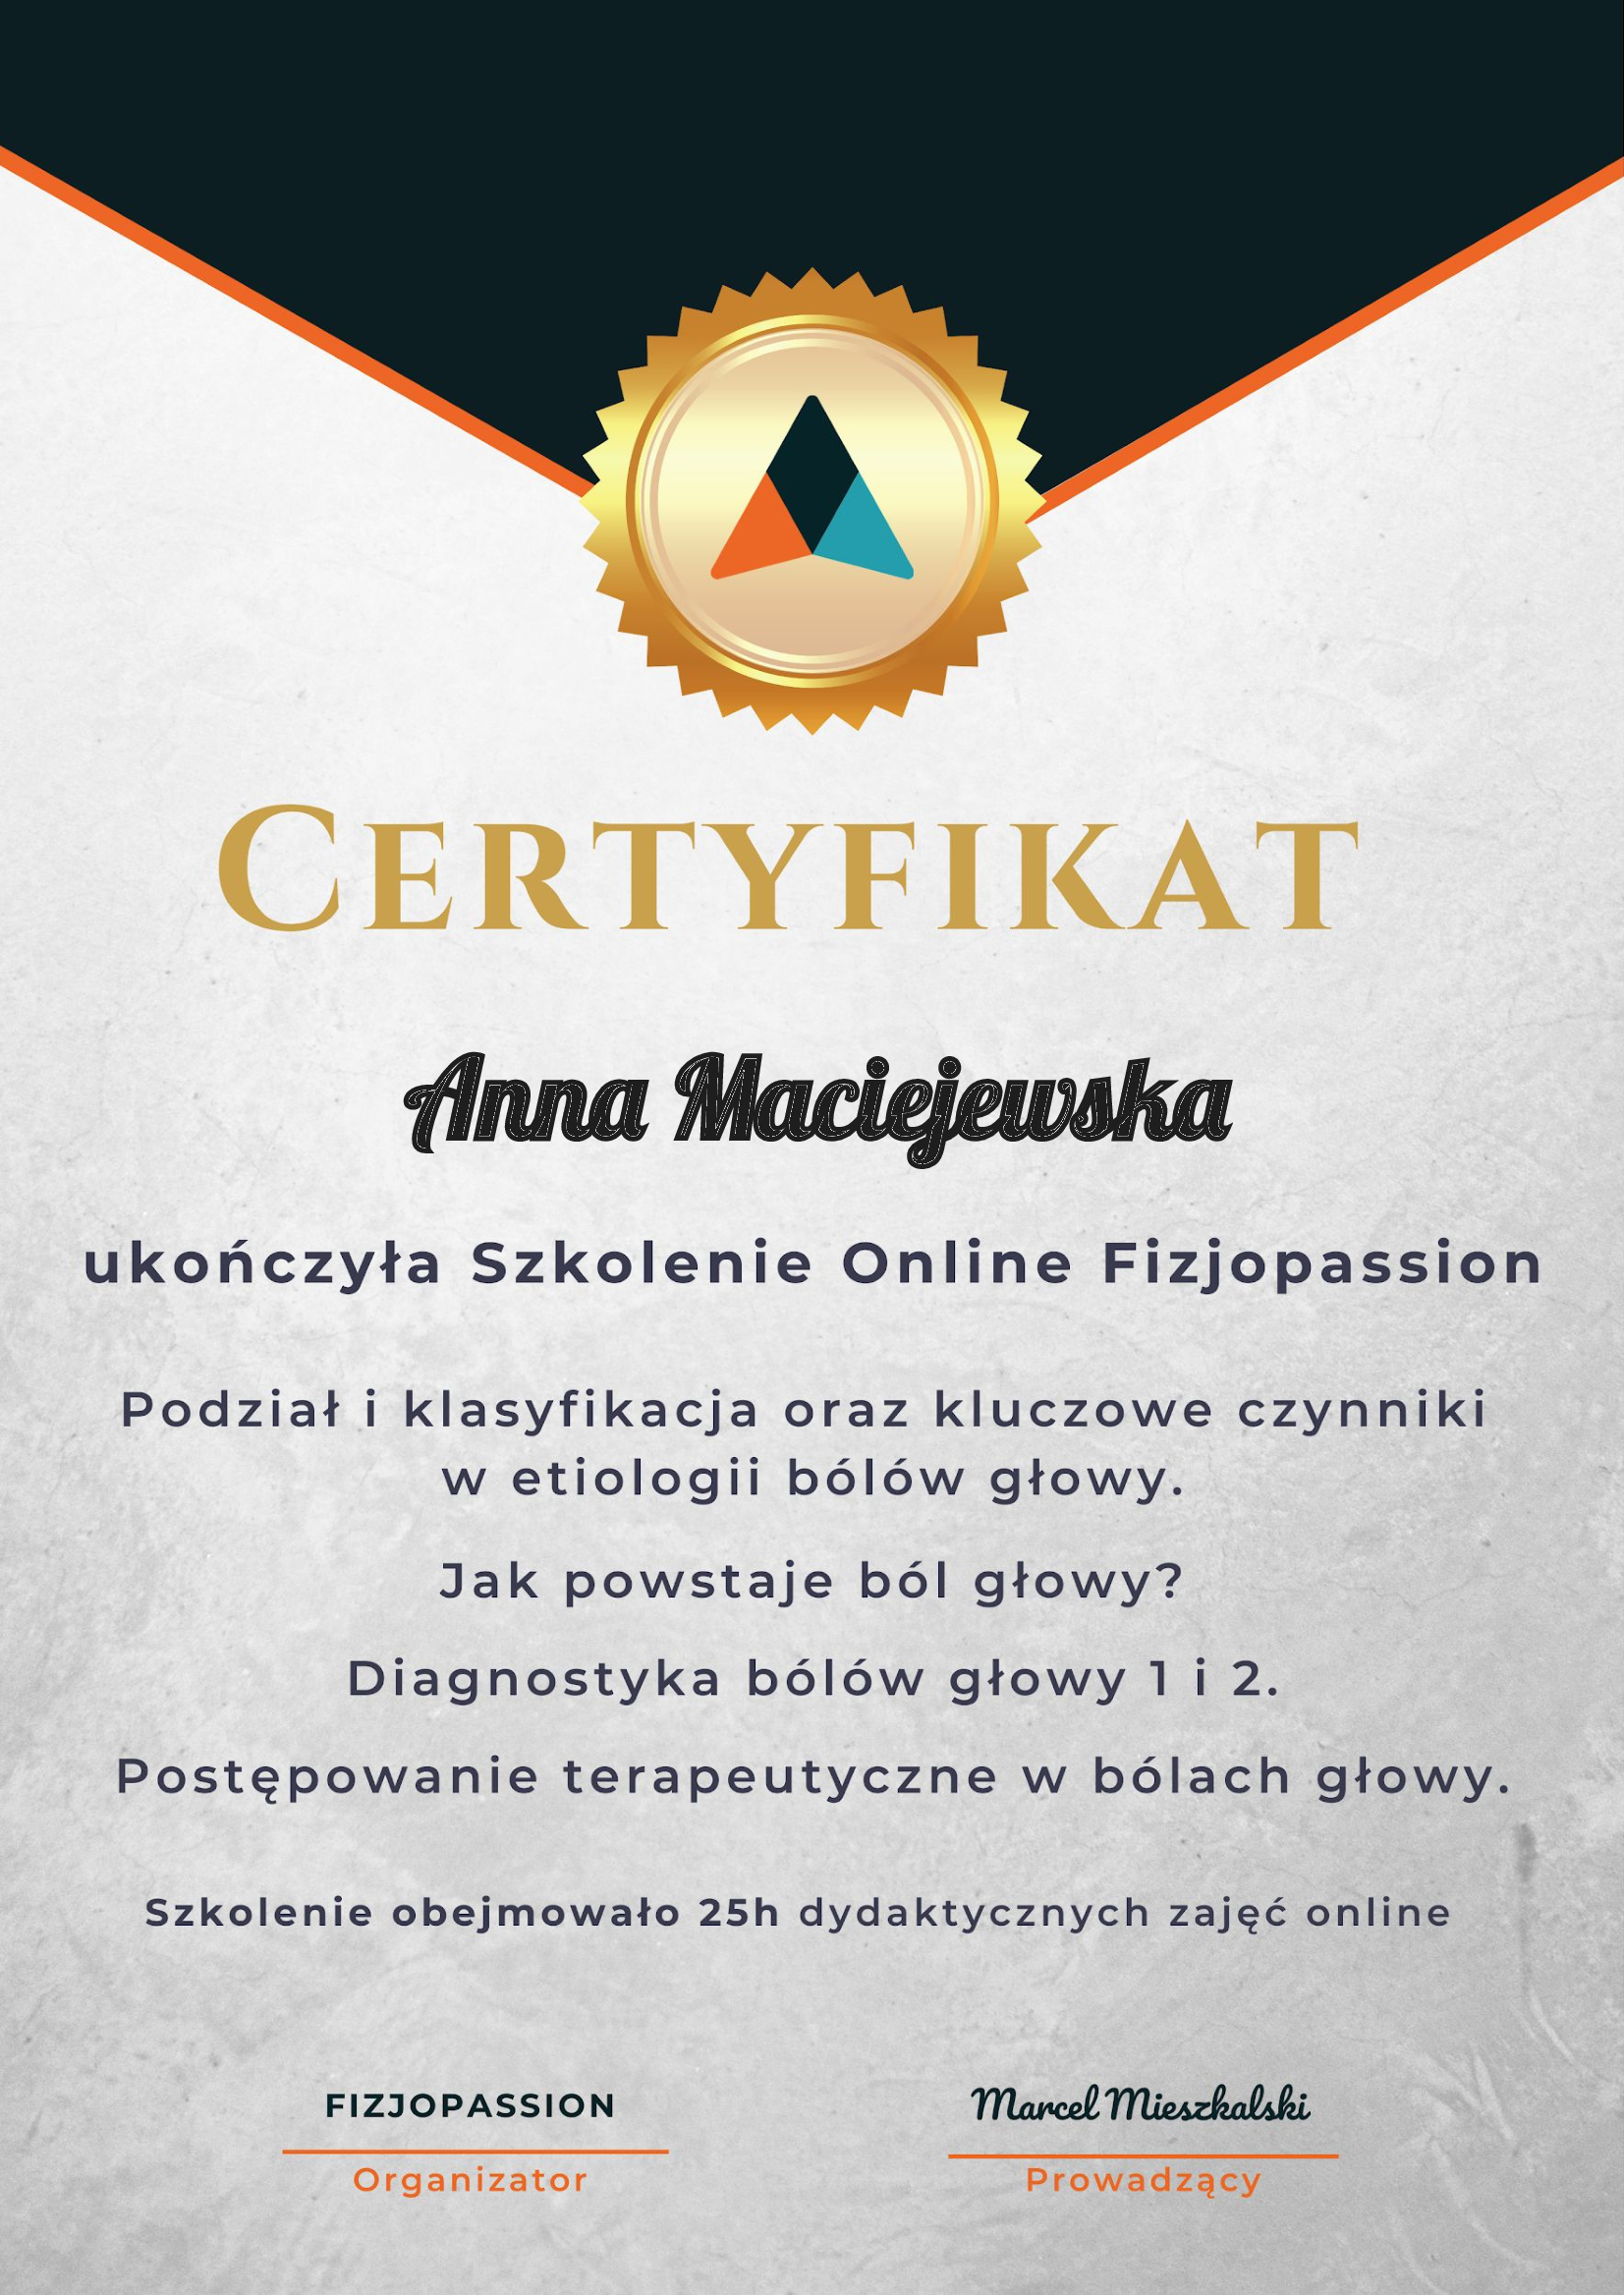 CERTYFIKAT
Anna Maciejewska
ukończyła Szkolenie Online Fizjopassion
Podział i klasyfikacja oraz kluczowe czynniki
w etiologii bólów głowy.
Jak powstaje ból głowy?
Diagnostyka bólów głowy 1 i 2.
Postępowanie terapeutyczne w bólach głowy.
Szkolenie obejmowało 25h dydaktycznych zajęć online
FIZJOPASSION
Organizator
Marcel Mieszkalski
Prowadzący